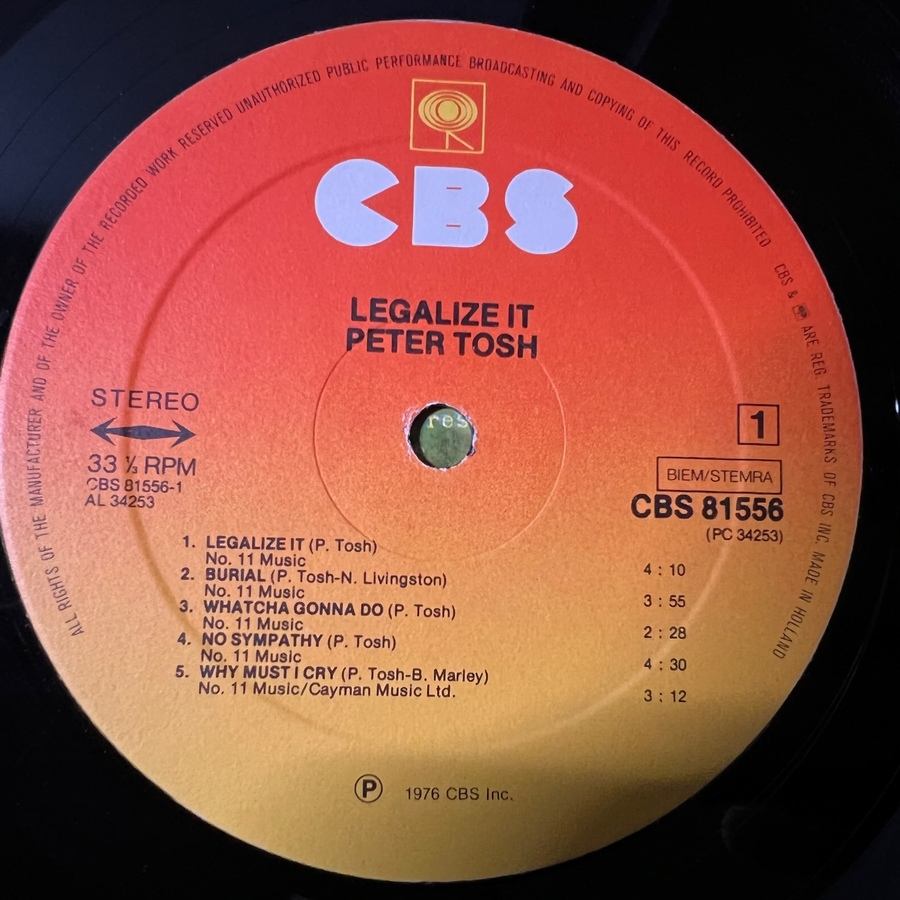 ALL RIGHTS OF THE MANUFACTURER AND OF THE OWNER OF THE RECORDED WORK RESERVED UNAUTHORIZED PUBLIC PERFORMANCE BROADCASTING AND COPYING OF THIS RECORD PROHIBITED
CBS & ARE REG. TRADEMARKS OF CBS INC. MADE IN HOLLAND
CBS
LEGALIZE IT
PETER TOSH
res
STEREO
33 ⅓ RPM
CBS 81556-1
AL 34253
1
BIEM/STEMRA
CBS 81556
(PC 34253)
1. LEGALIZE IT (P. Tosh)
No. 11 Music 4 : 10
2. BURIAL (P. Tosh-N. Livingston)
No. 11 Music 3 : 55
3. WHATCHA GONNA DO (P. Tosh)
No. 11 Music 2 : 28
4. NO SYMPATHY (P. Tosh)
No. 11 Music 4 : 30
5. WHY MUST I CRY (P. Tosh-B. Marley)
No. 11 Music/Cayman Music Ltd. 3 : 12
Ⓟ 1976 CBS Inc.